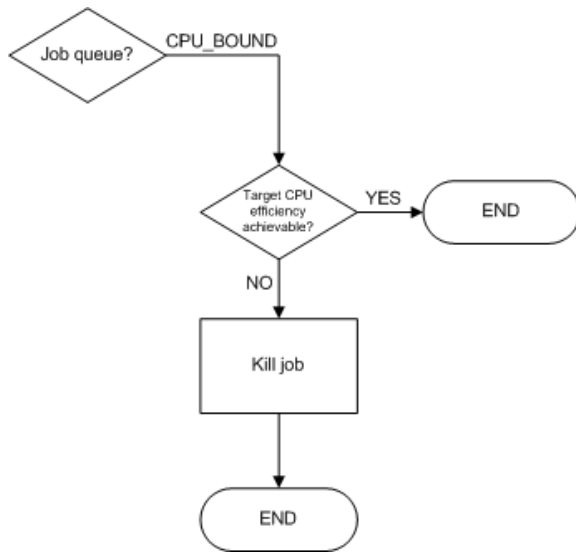 Job queue?
CPU_BOUND
Target CPU
efficiency
achievable?
YES
END
NO
Kill job
END